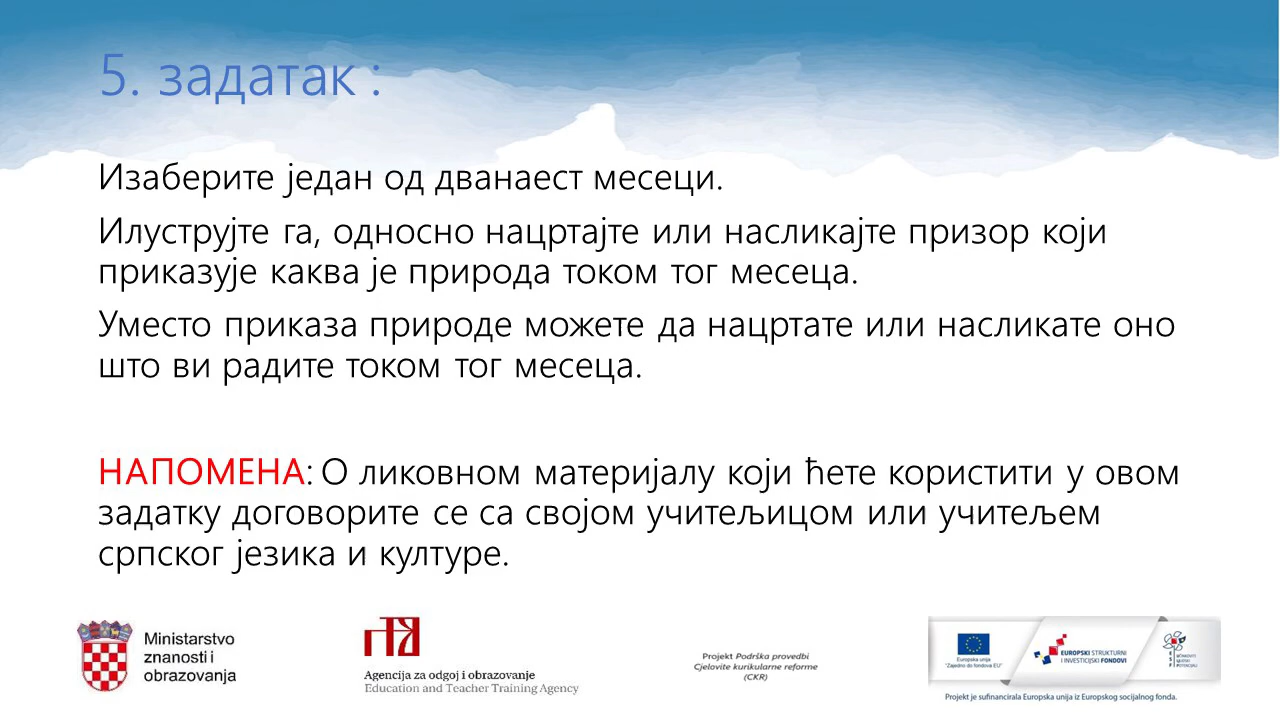 5. задатак :
Изаберите један од дванаест месеци.
Илуструјте га, односно нацртајте или насликајте призор који
приказује каква је природа током тог месеца.
Уместо приказа природе можете да нацртате или насликате оно
што ви радите током тог месеца.
НАПОМЕНА: О ликовном материјалу који ћете користити у овом
задатку договорите се са својом учитељицом или учитељем
српског језика и културе.
Ministarstvo
znanosti i
obrazovanja
Agencija za odgoj i obrazovanje
Education and Teacher Training Agency
Projekt Podrška provedbi
Cjelovite kurikularne reforme
(CKR)
Europska unija
"Zajedno do fondova EU"
EUROPSKI STRUKTURNI
I INVESTICIJSKI FONDOVI
Projekt je sufinancirala Europska unija iz Europskog socijalnog fonda.